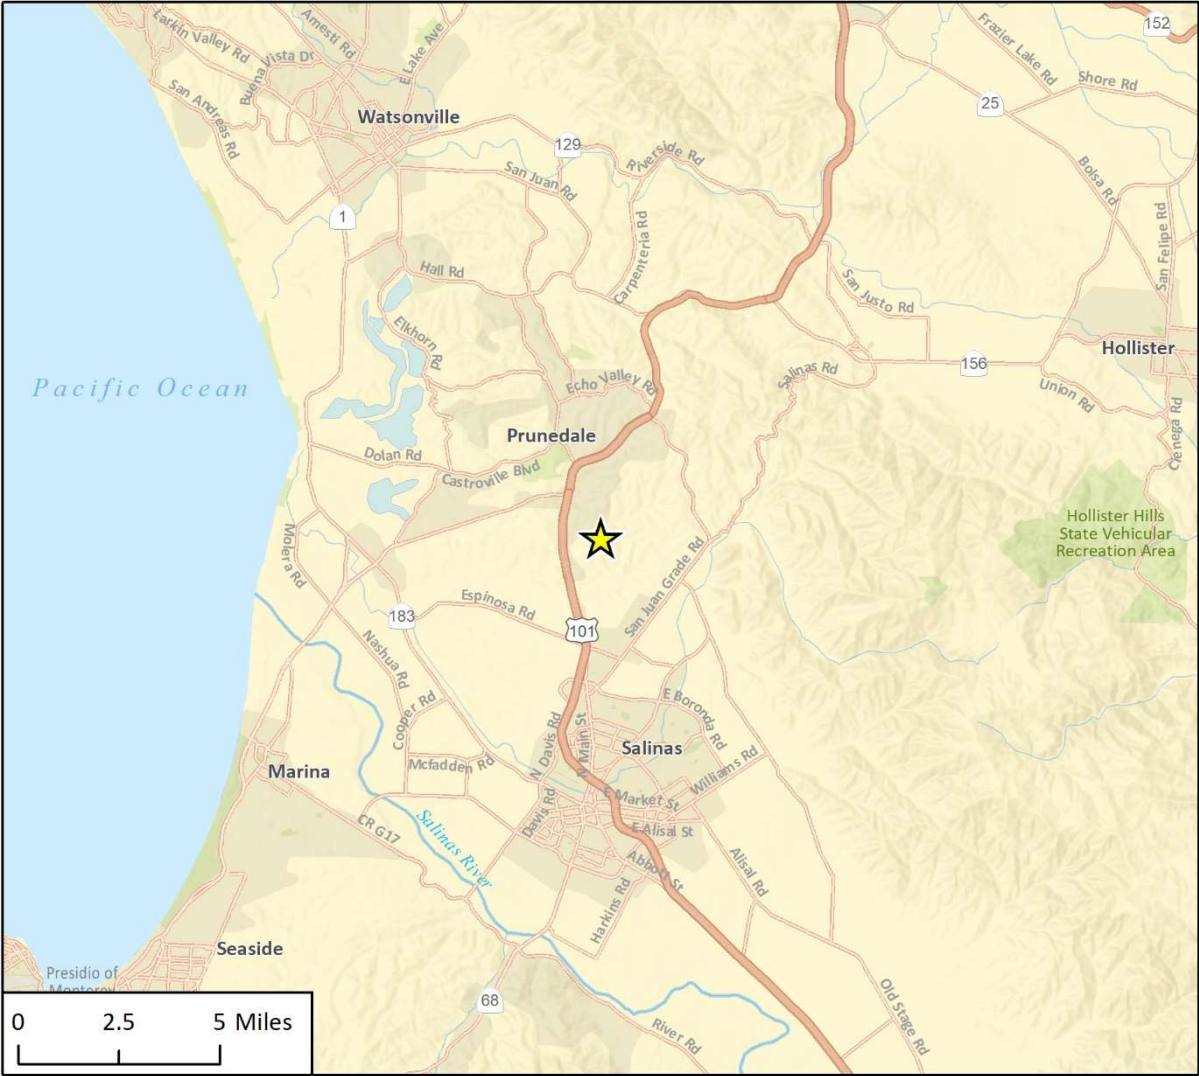 152
Larkin Valley Rd
Amesti Rd
E Lake Ave
Frazier Lake Rd
Shore Rd
Buena Vista Dr
San Andreas Rd
25
Watsonville
129
Riverside Rd
San Juan Rd
Bolsa Rd
1
San Felipe Rd
Carpenteria Rd
Hall Rd
San Justo Rd
Elkhorn Rd
Hollister
156
Salinas Rd
Pacific Ocean
Echo Valley Rd
Union Rd
Prunedale
Cienega Rd
Dolan Rd
Castroville Blvd
Hollister Hills
State Vehicular
Recreation Area
Molera Rd
San Juan Grade Rd
Espinosa Rd
183
101
Nashua Rd
Cooper Rd
E Boronda Rd
N Davis Rd
N Main St
Salinas
Marina
Mcfadden Rd
Williams Rd
E Market St
Davis Rd
CR G17
Salinas River
E Alisal St
Abbott St
Alisal Rd
Harkins Rd
Seaside
Presidio of
Monterey
68
Old Stage Rd
River Rd
0 2.5 5 Miles